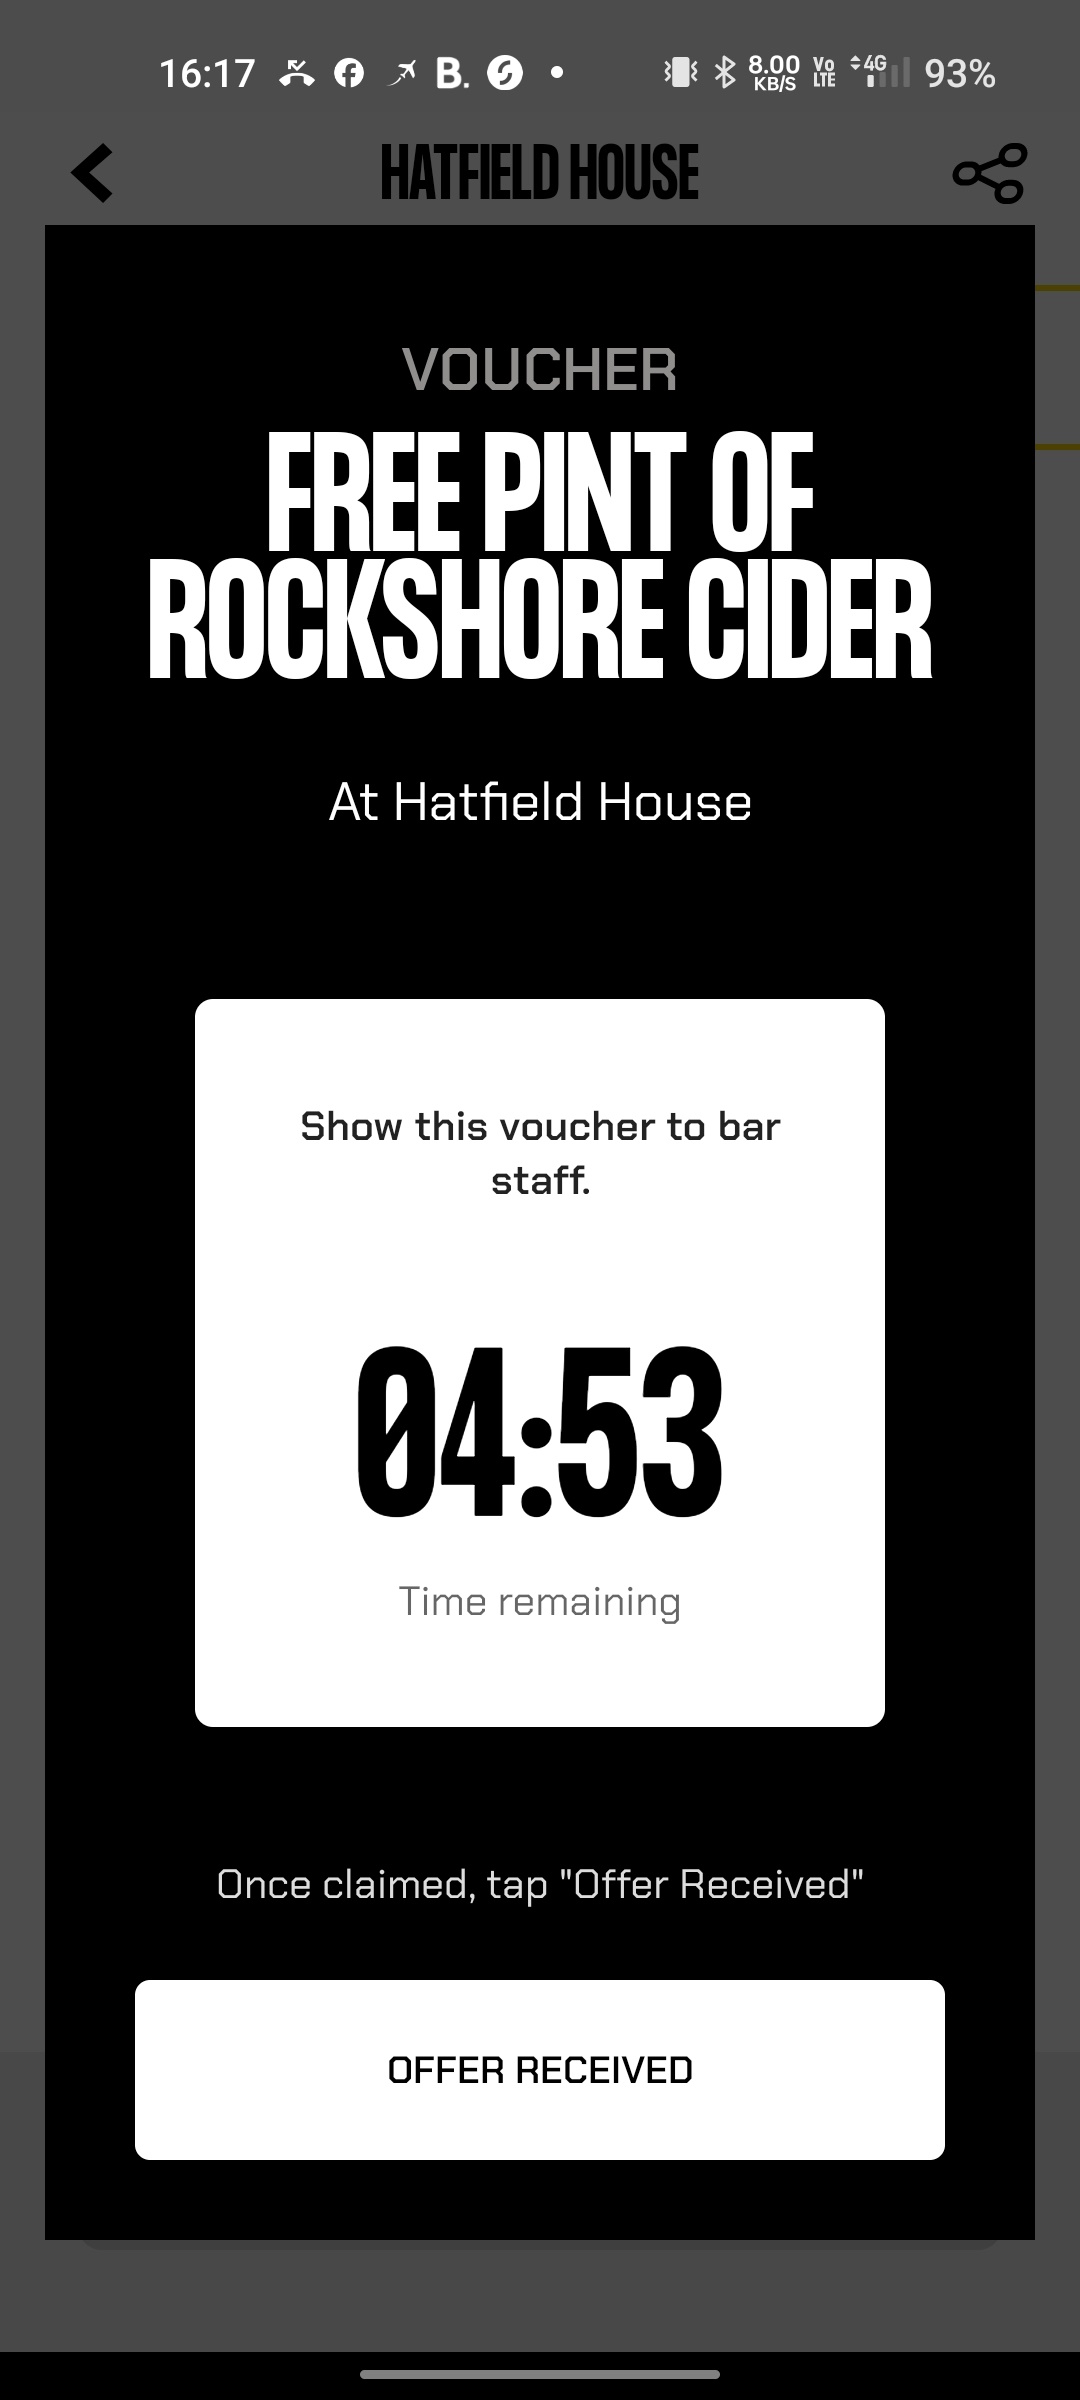 16:17 B. 8.00 KB/S Vo LTE 4G 93%
HATFIELD HOUSE
VOUCHER
FREE PINT OF
ROCKSHORE CIDER
At Hatfield House
Show this voucher to bar
staff.
04:53
Time remaining
Once claimed, tap "Offer Received"
OFFER RECEIVED